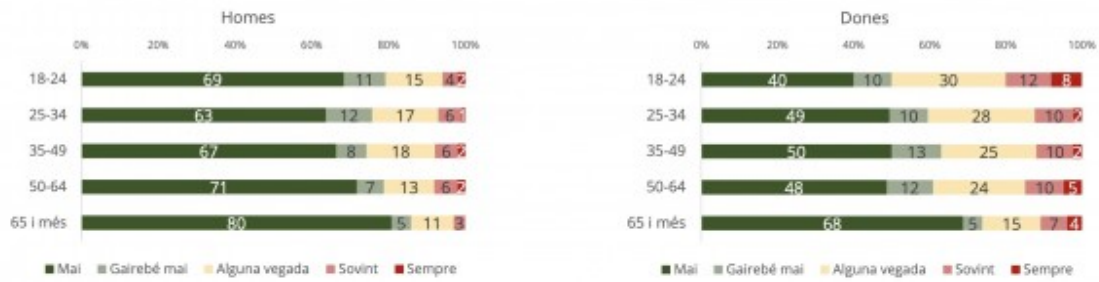 Homes
0% 20% 40% 60% 80% 100%
18-24 69 11 15 4 2
25-34 63 12 17 6 1
35-49 67 8 18 6 2
50-64 71 7 13 6 2
65 i més 80 5 11 3
Mai Gairebé mai Alguna vegada Sovint Sempre
Dones
0% 20% 40% 60% 80% 100%
18-24 40 10 30 12 8
25-34 49 10 28 10 2
35-49 50 13 25 10 2
50-64 48 12 24 10 5
65 i més 68 5 15 7 4
Mai Gairebé mai Alguna vegada Sovint Sempre